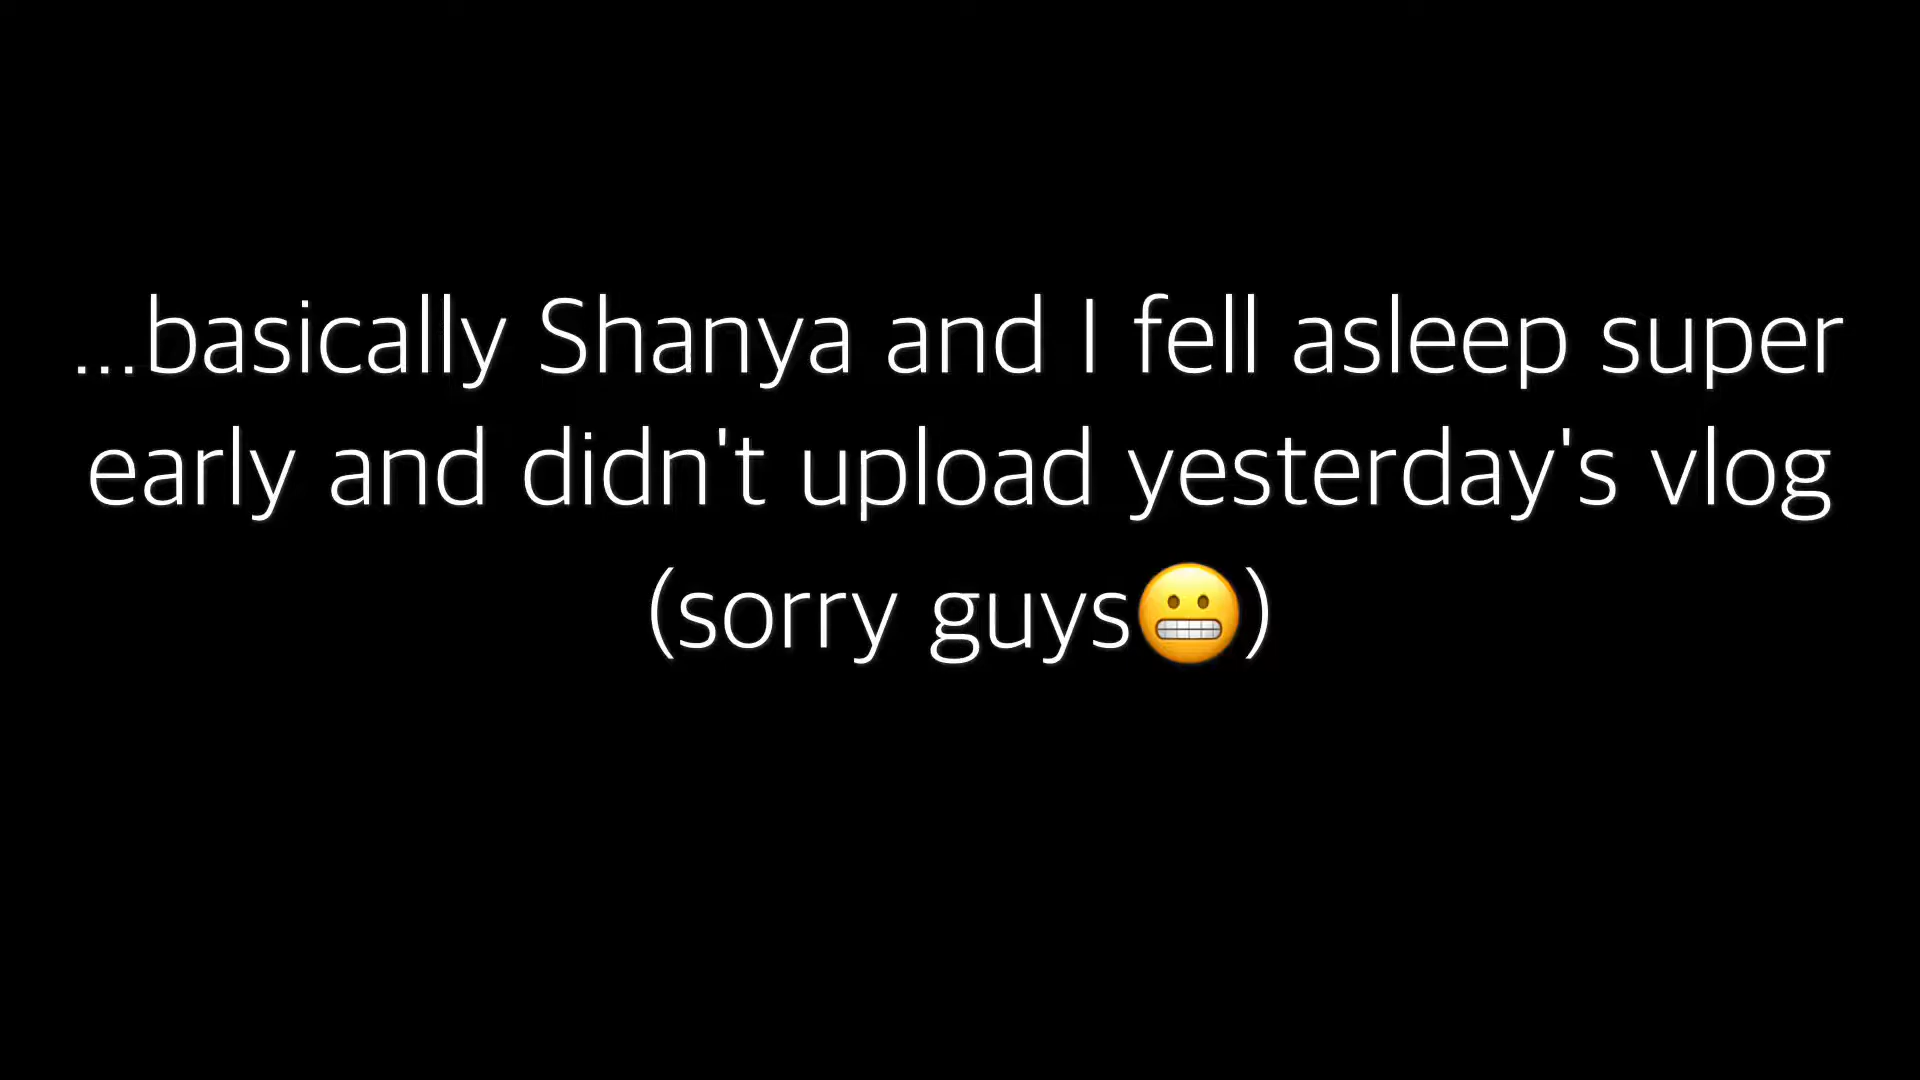 ...basically Shanya and I fell asleep super
early and didn't upload yesterday's vlog
(sorry guys😬)